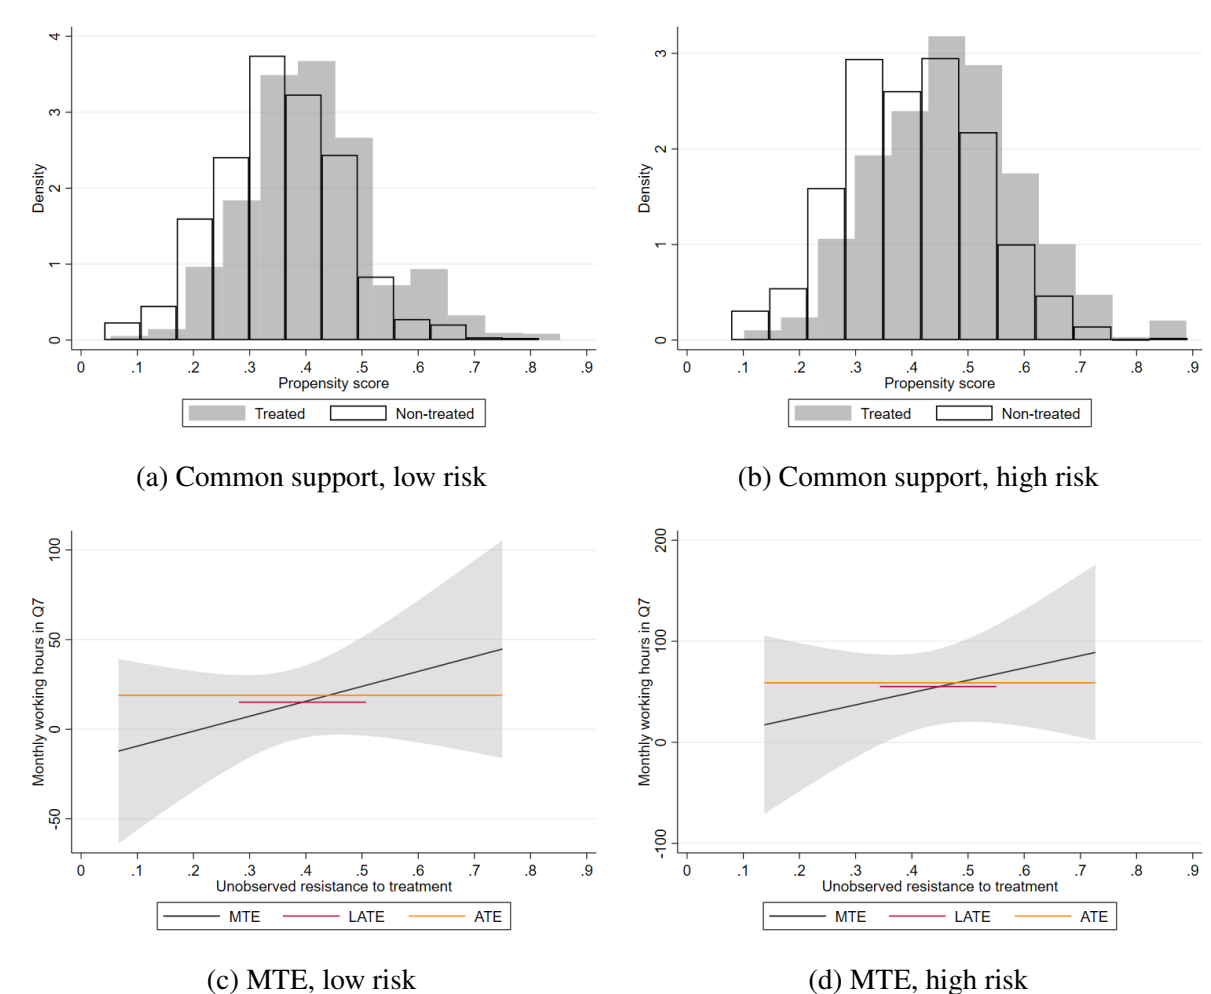 4
3
2
1
0
Density
0 .1 .2 .3 .4 .5 .6 .7 .8 .9
Propensity score
Treated Non-treated
(a) Common support, low risk
3
2
1
0
Density
0 .1 .2 .3 .4 .5 .6 .7 .8 .9
Propensity score
Treated Non-treated
(b) Common support, high risk
100
50
0
-50
Monthly working hours in Q7
0 .1 .2 .3 .4 .5 .6 .7 .8 .9
Unobserved resistance to treatment
MTE LATE ATE
(c) MTE, low risk
200
100
0
-100
Monthly working hours in Q7
0 .1 .2 .3 .4 .5 .6 .7 .8 .9
Unobserved resistance to treatment
MTE LATE ATE
(d) MTE, high risk